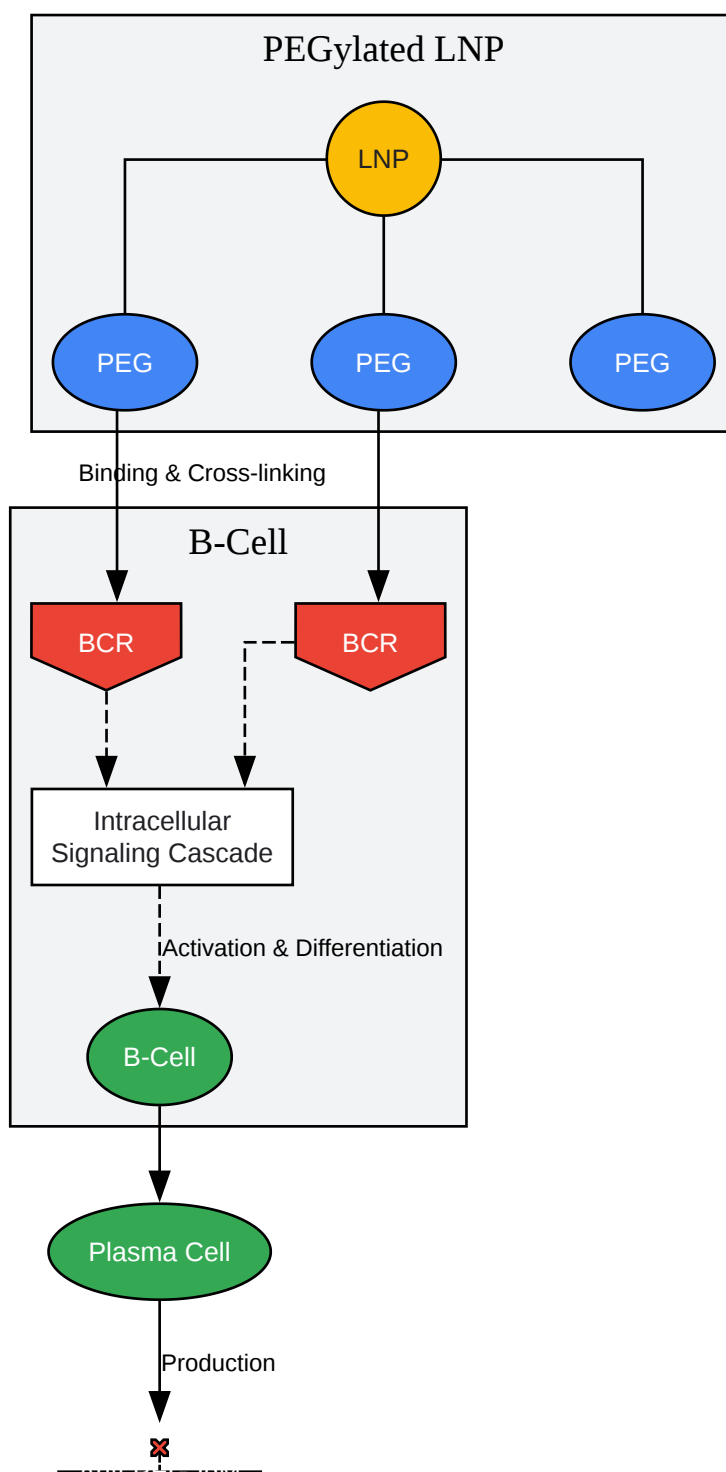 PEGylated LNP
LNP
PEG
PEG
PEG
Binding & Cross-linking
B-Cell
BCR
BCR
Intracellular
Signaling Cascade
Activation & Differentiation
B-Cell
Plasma Cell
Production